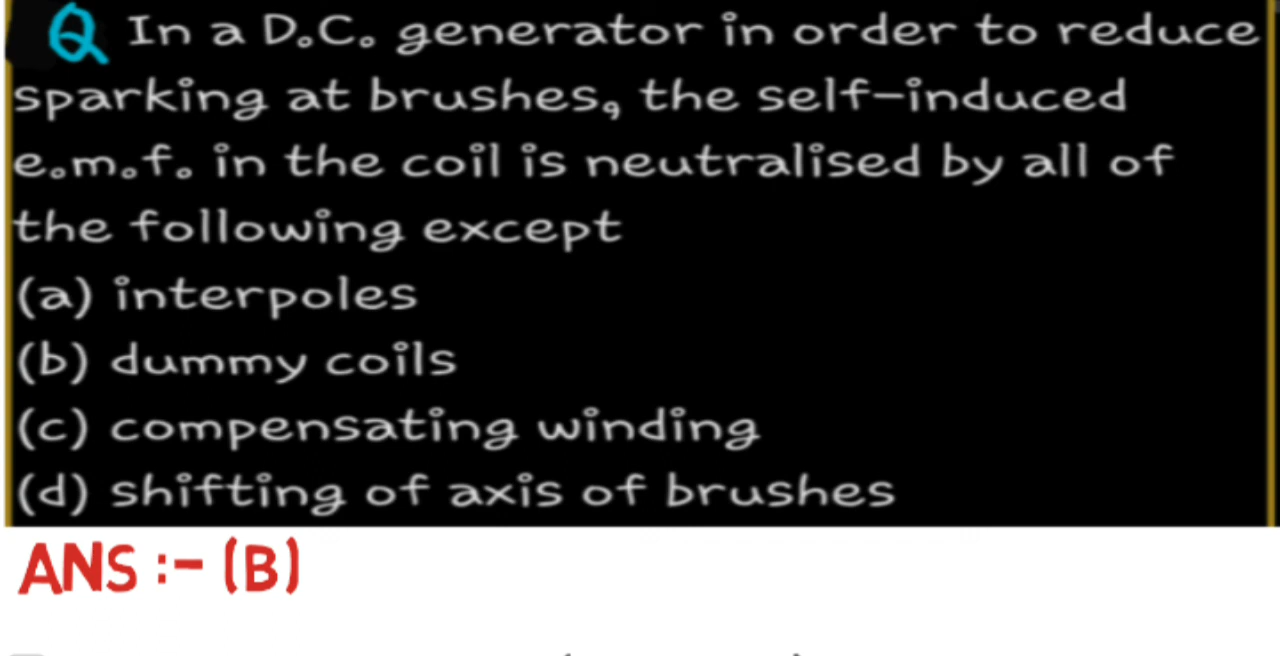 Q In a D.C. generator in order to reduce
sparking at brushes, the self-induced
e.m.f. in the coil is neutralised by all of
the following except
(a) interpoles
(b) dummy coils
(c) compensating winding
(d) shifting of axis of brushes
ANS :- (B)